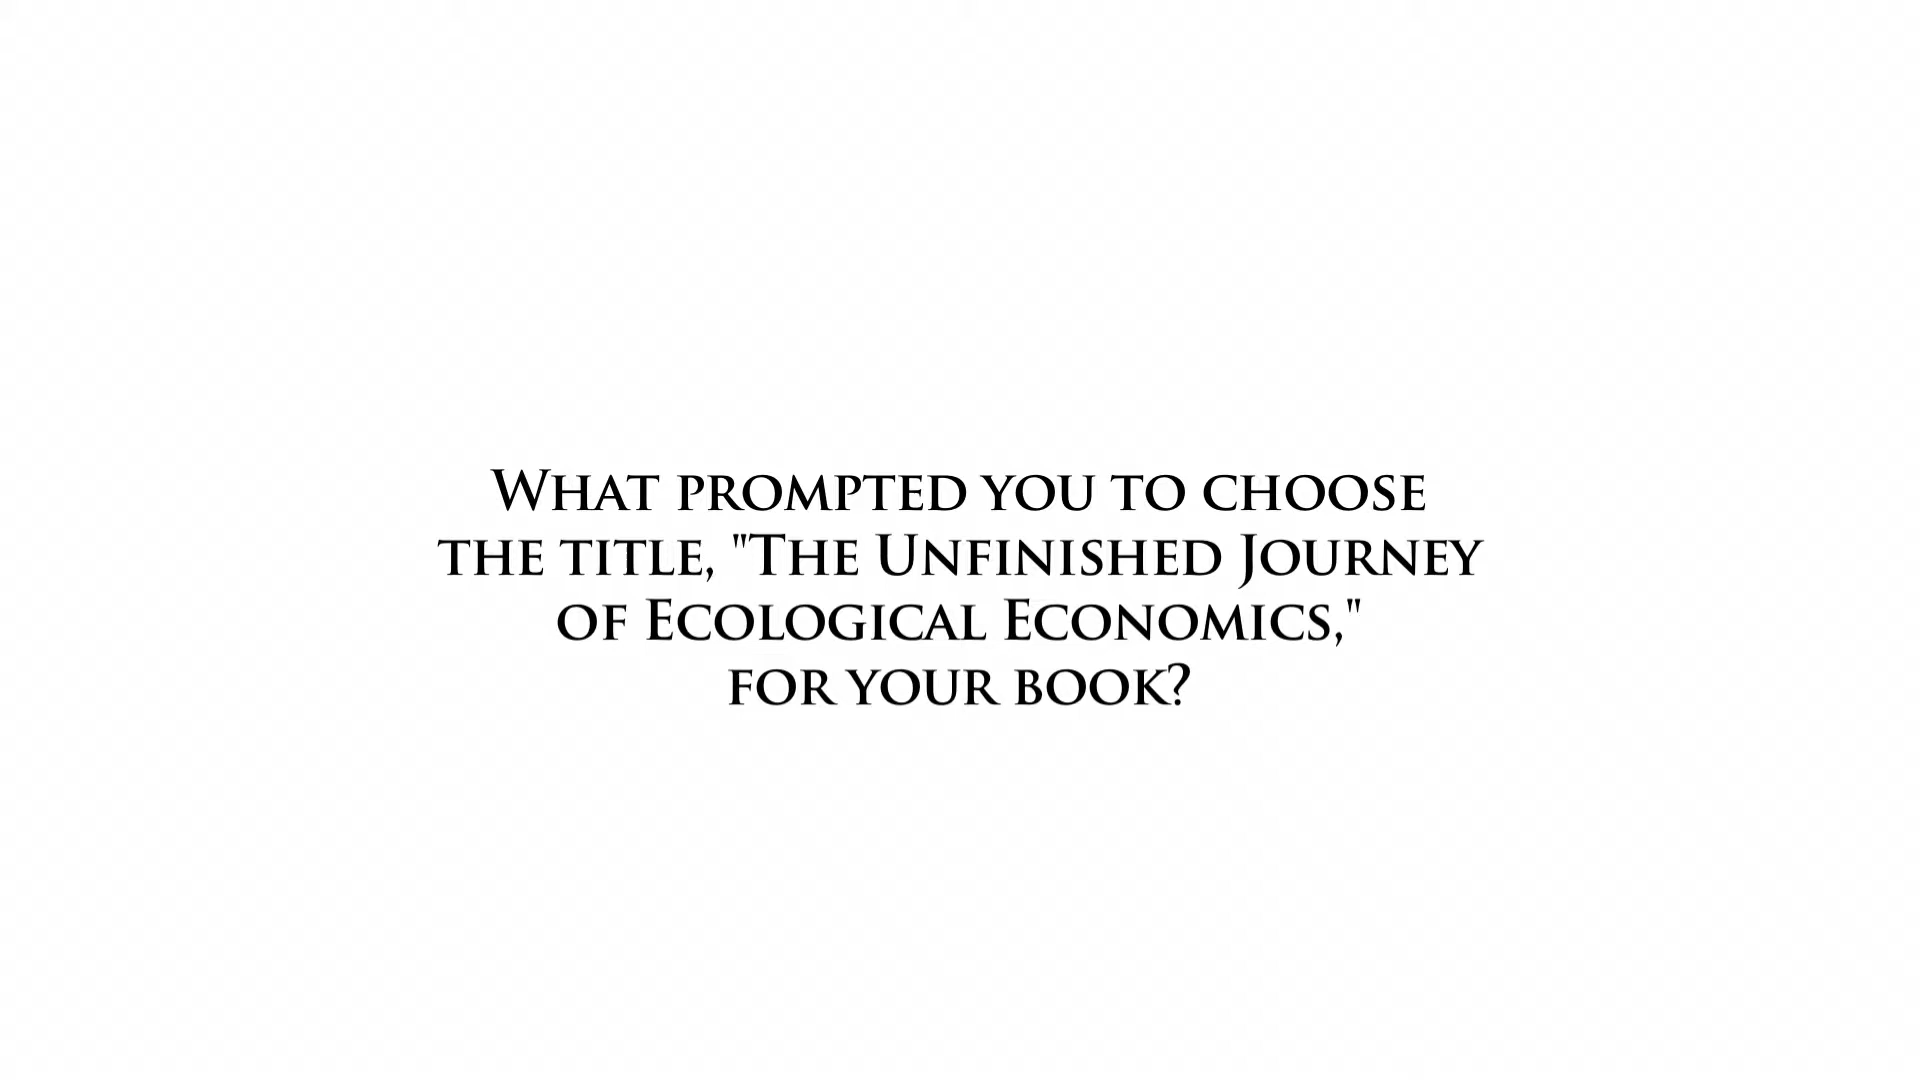 What prompted you to choose
the title, "The Unfinished Journey
of Ecological Economics,"
for your book?